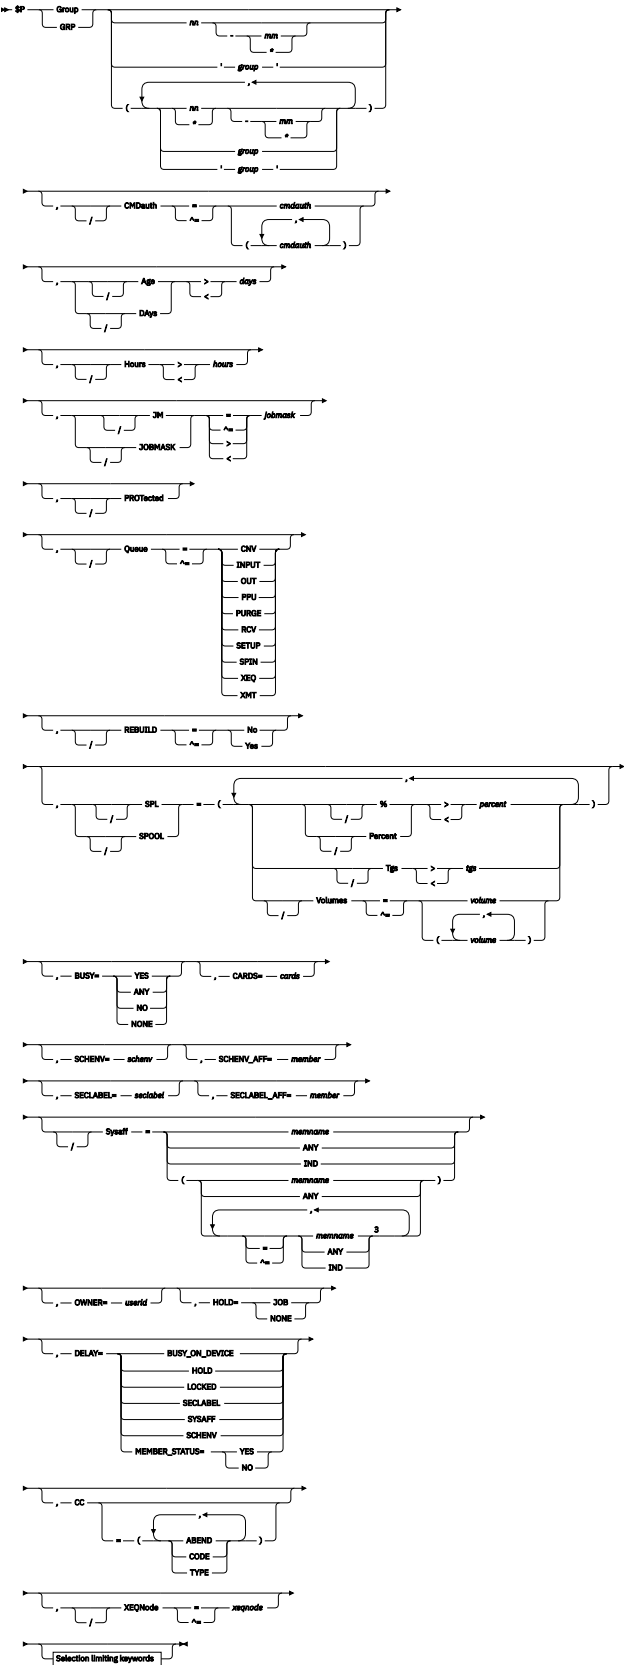 $P Group nn - mm
GRP *
' group '
,
( nn - mm )
* *
group
' group '
, / CMDauth = cmdauth
^= ,
( cmdauth )
, / Age > days
<
/ DAys
, / Hours > hours
<
, / JM = jobmask
^=
/ JOBMASK >
<
, / PROTected
, / Queue = CNV
^= INPUT
OUT
PPU
PURGE
RCV
SETUP
SPIN
XEQ
XMT
, / REBUILD = No
^= Yes
,
, / SPL = ( / % > percent )
/ SPOOL / Percent <
/ Tgs > tgs
<
/ Volumes = volume
^= ,
( volume )
, BUSY= YES , CARDS= cards
ANY
NO
NONE
, SCHENV= schenv , SCHENV_AFF= member
, SECLABEL= seclabel , SECLABEL_AFF= member
/ Sysaff = memname
ANY
IND
( memname )
ANY
,
= memname 3
^= ANY
IND
, OWNER= userid , HOLD= JOB
NONE
, DELAY= BUSY_ON_DEVICE
HOLD
LOCKED
SECLABEL
SYSAFF
SCHENV
MEMBER_STATUS= YES
NO
, CC
,
= ( ABEND )
CODE
TYPE
, / XEQNode = xeqnode
^=
Selection limiting keywords